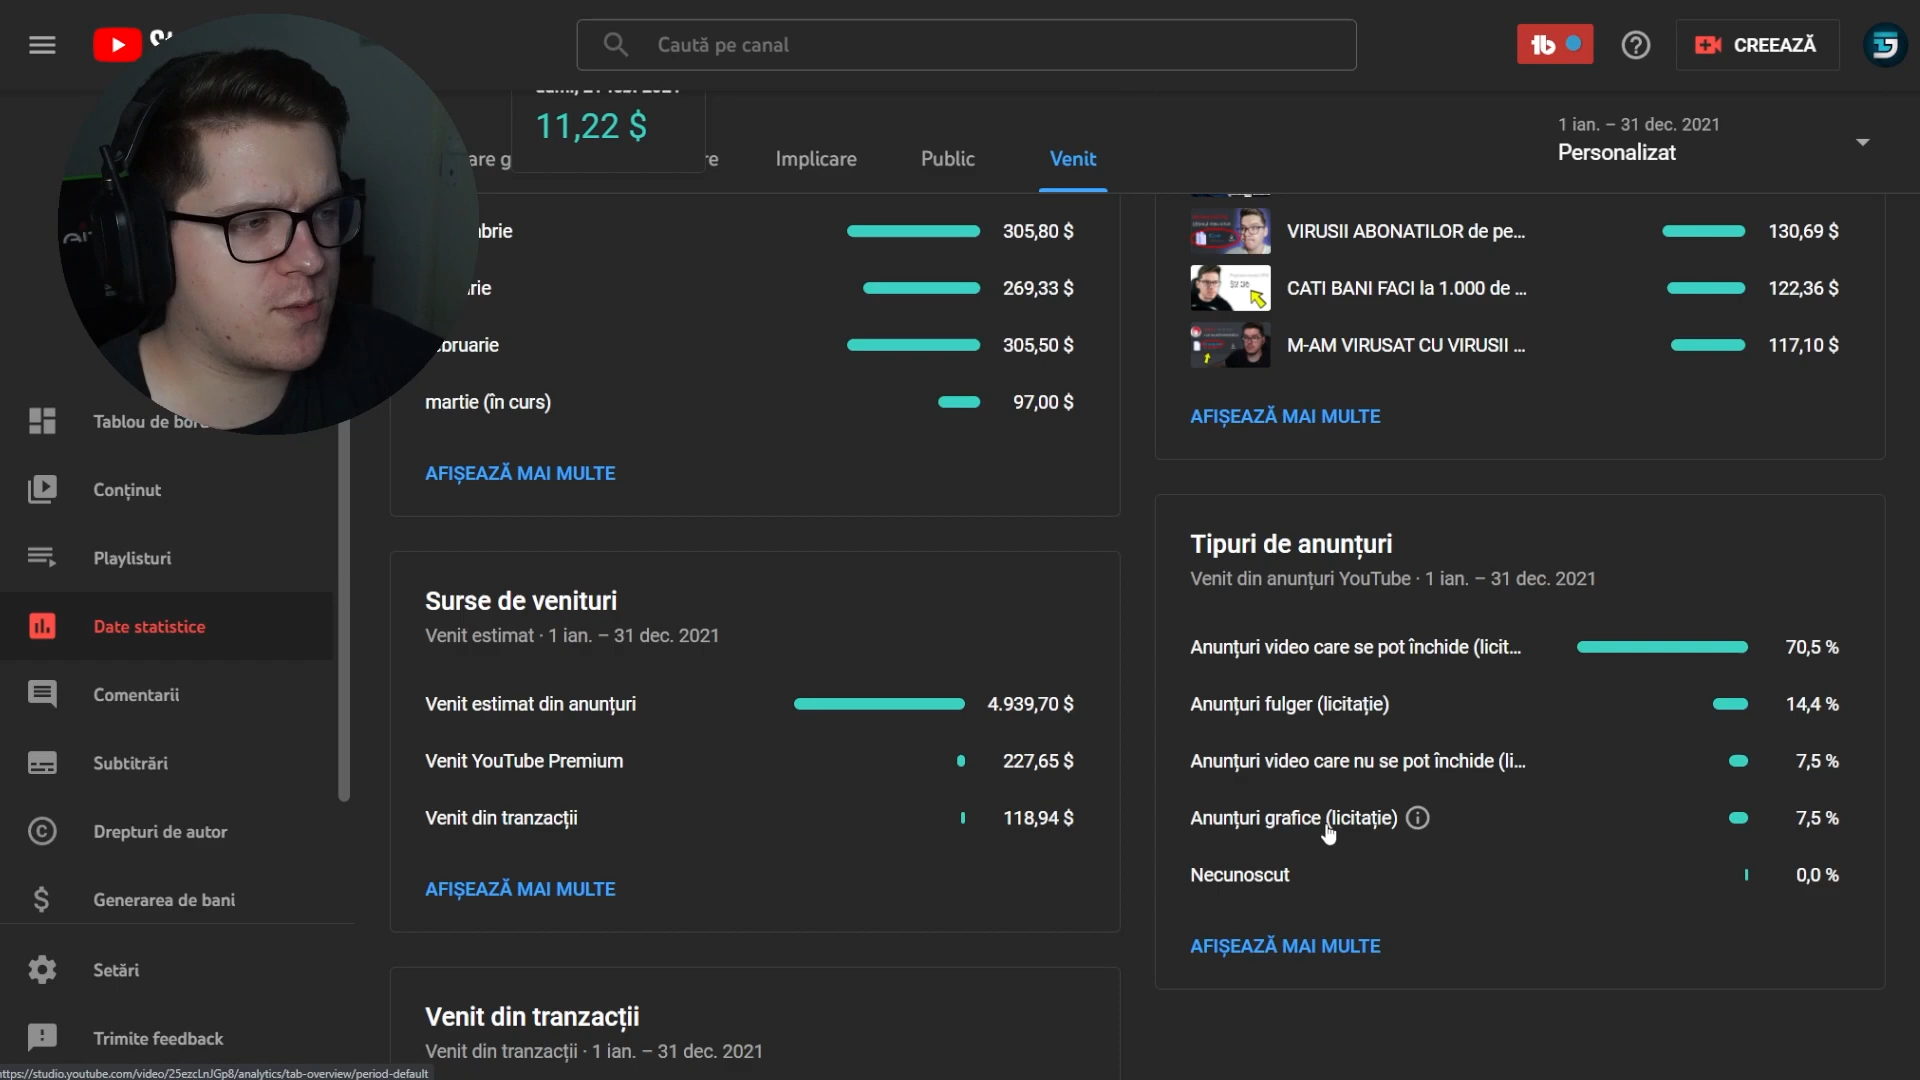 Caută pe canal
CREEAZĂ
11,22 $
Implicare
Public
Venit
1 ian. – 31 dec. 2021
Personalizat
305,80 $
269,33 $
305,50 $
martie (în curs)
97,00 $
AFIȘEAZĂ MAI MULTE
VIRUSII ABONATILOR de pe...
130,69 $
CATI BANI FACI la 1.000 de ...
122,36 $
M-AM VIRUSAT CU VIRUSII ...
117,10 $
AFIȘEAZĂ MAI MULTE
Tablou de
Conținut
Playlisturi
Date statistice
Comentarii
Subtitrări
Drepturi de autor
Generarea de bani
Setări
Trimite feedback
Surse de venituri
Venit estimat · 1 ian. – 31 dec. 2021
Venit estimat din anunțuri
4.939,70 $
Venit YouTube Premium
227,65 $
Venit din tranzacții
118,94 $
AFIȘEAZĂ MAI MULTE
Tipuri de anunțuri
Venit din anunțuri YouTube · 1 ian. – 31 dec. 2021
Anunțuri video care se pot închide (licit...
70,5 %
Anunțuri fulger (licitație)
14,4 %
Anunțuri video care nu se pot închide (li...
7,5 %
Anunțuri grafice (licitație)
7,5 %
Necunoscut
0,0 %
AFIȘEAZĂ MAI MULTE
Venit din tranzacții
Venit din tranzacții · 1 ian. – 31 dec. 2021